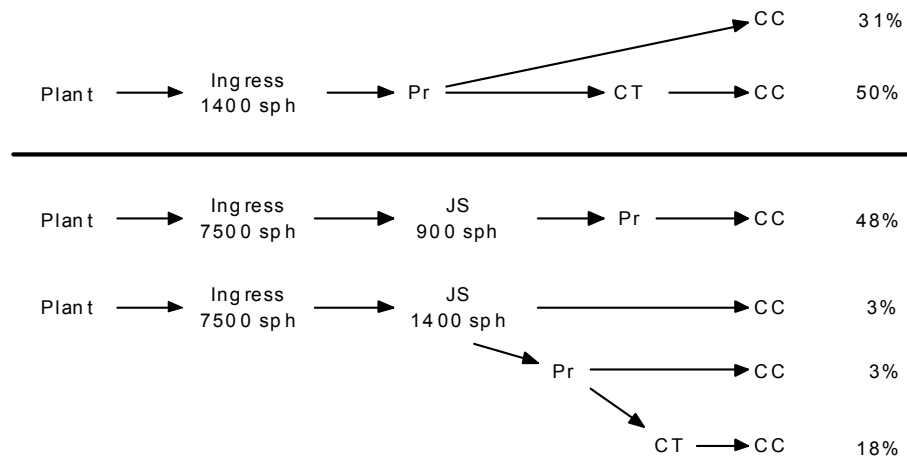 CC 31%
Ingress
Plant Pr CT CC 50%
1400 sph
Ingress JS
Plant Pr CC 48%
7500 sph 900 sph
Ingress JS
Plant CC 3%
7500 sph 1400 sph
Pr CC 3%
CT CC 18%